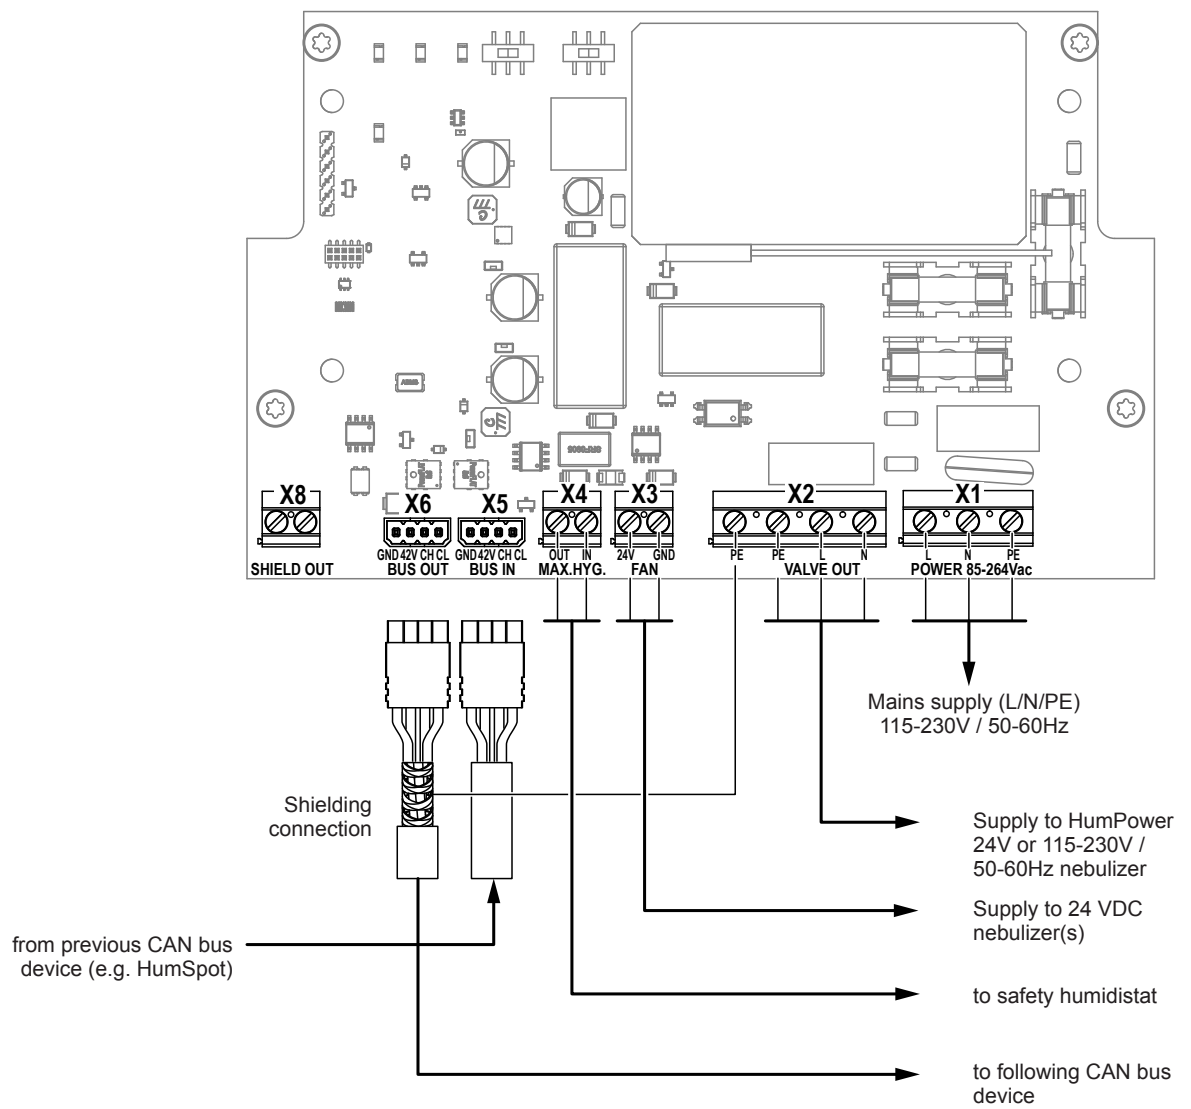 X8
X6
X5
X4
X3
X2
X1
GND 42V CH CL
GND 42V CH CL
OUT IN
24V GND
PE PE L N
L N PE
SHIELD OUT
BUS OUT
BUS IN
MAX.HYG.
FAN
VALVE OUT
POWER 85-264Vac
Mains supply (L/N/PE)
115-230V / 50-60Hz
Shielding
connection
Supply to HumPower
24V or 115-230V /
50-60Hz nebulizer
Supply to 24 VDC
nebulizer(s)
from previous CAN bus
device (e.g. HumSpot)
to safety humidistat
to following CAN bus
device